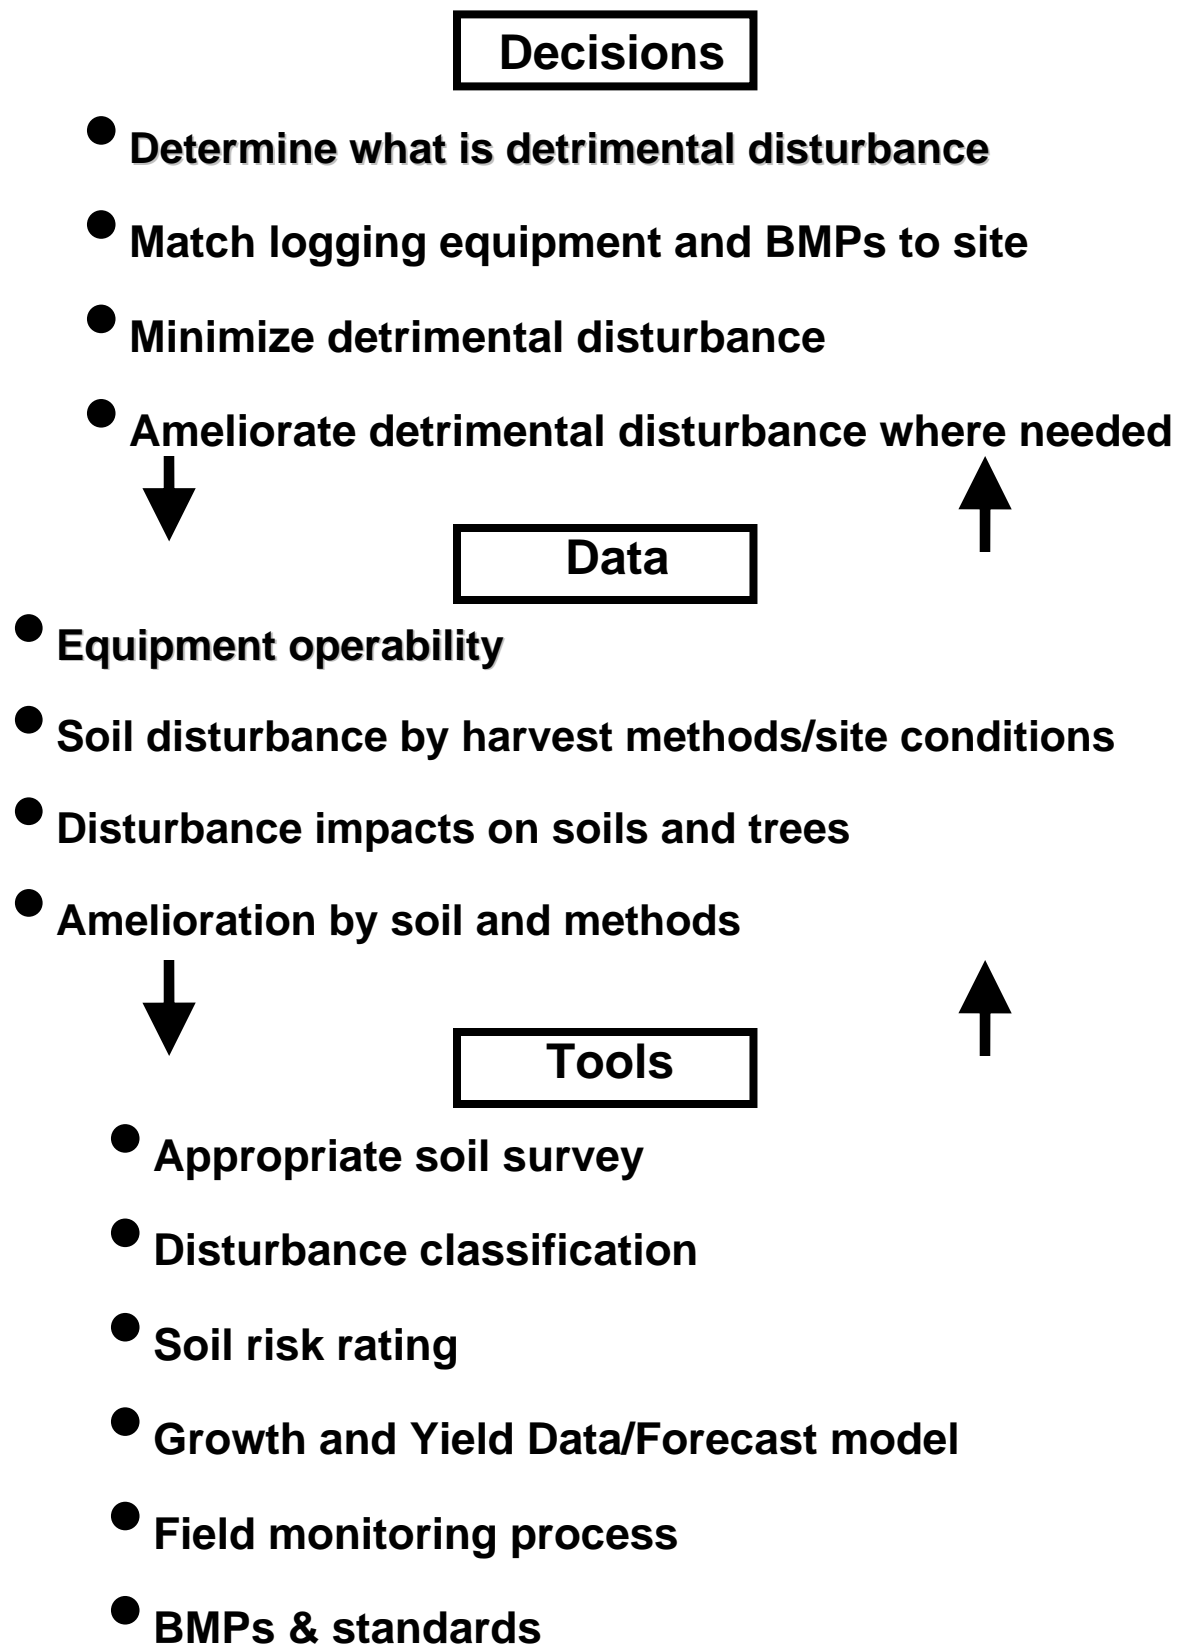 Decisions
Determine what is detrimental disturbance
Match logging equipment and BMPs to site
Minimize detrimental disturbance
Ameliorate detrimental disturbance where needed
Data
Equipment operability
Soil disturbance by harvest methods/site conditions
Disturbance impacts on soils and trees
Amelioration by soil and methods
Tools
Appropriate soil survey
Disturbance classification
Soil risk rating
Growth and Yield Data/Forecast model
Field monitoring process
BMPs & standards